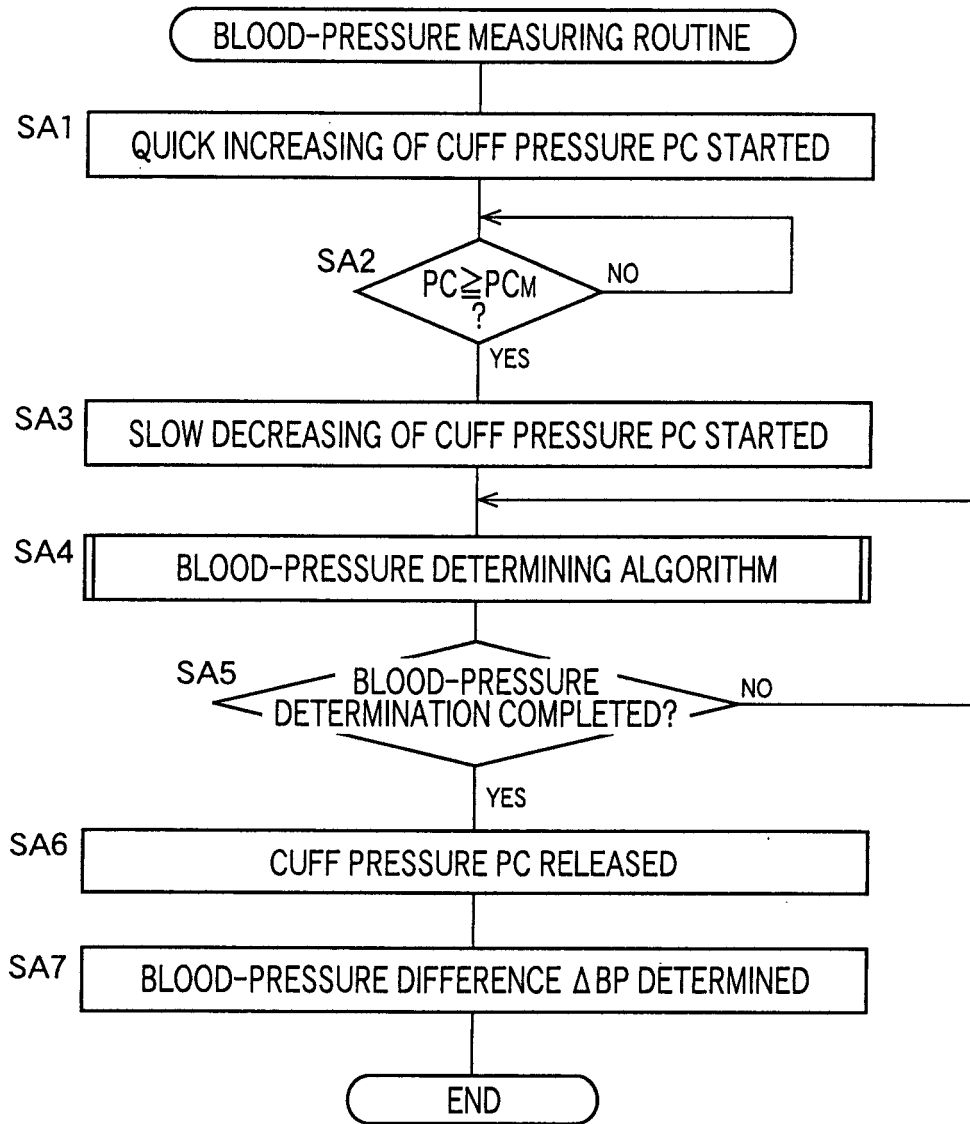 BLOOD-PRESSURE MEASURING ROUTINE
SA1
QUICK INCREASING OF CUFF PRESSURE PC STARTED
SA2
PC≧PCM
?
NO
YES
SA3
SLOW DECREASING OF CUFF PRESSURE PC STARTED
SA4
BLOOD-PRESSURE DETERMINING ALGORITHM
SA5
BLOOD-PRESSURE
DETERMINATION COMPLETED?
NO
YES
SA6
CUFF PRESSURE PC RELEASED
SA7
BLOOD-PRESSURE DIFFERENCE ΔBP DETERMINED
END